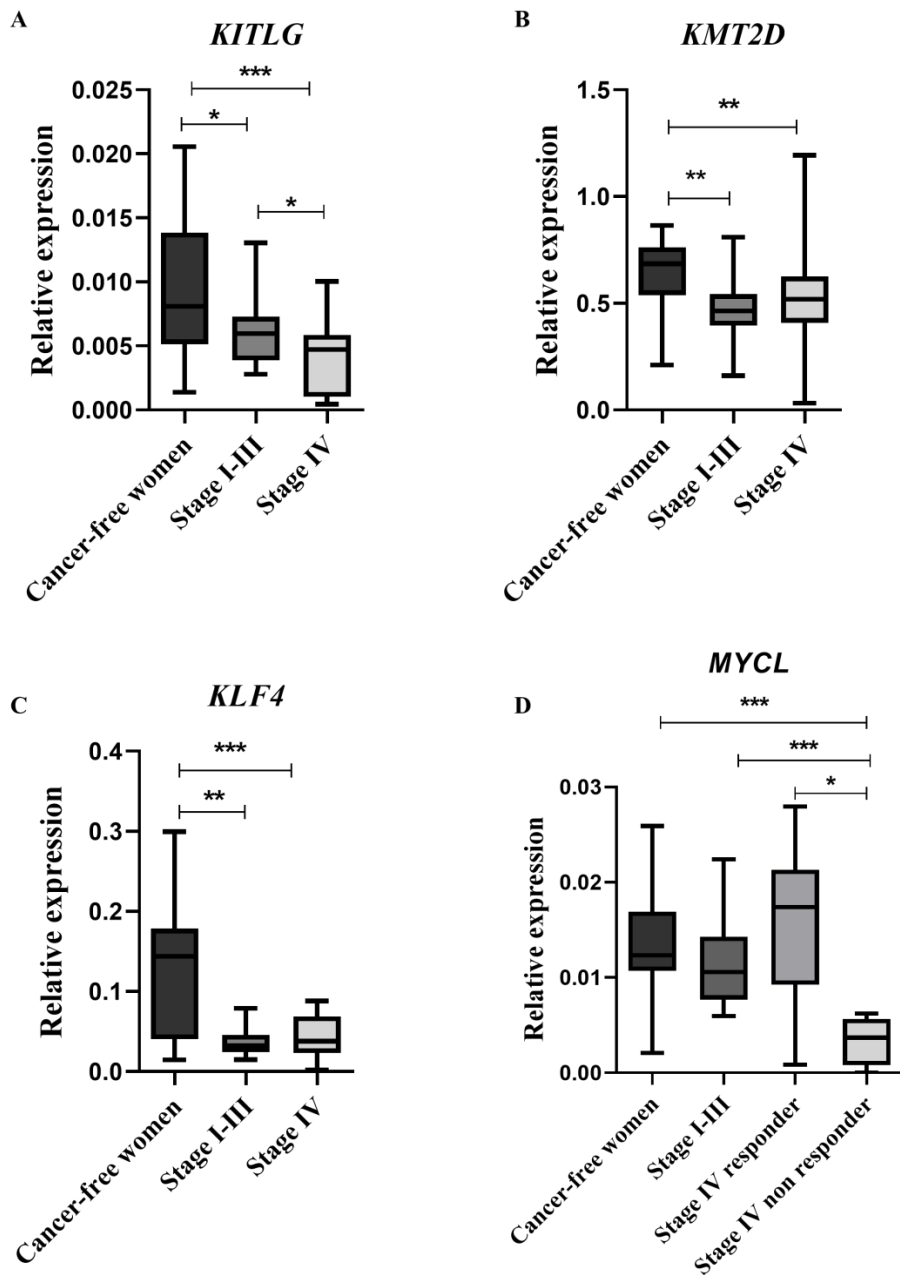 A
KITLG
Relative expression
0.025
0.020
0.015
0.010
0.005
0.000
***
*
*
Cancer-free women
Stage I-III
Stage IV
B
KMT2D
Relative expression
1.5
1.0
0.5
0.0
**
**
Cancer-free women
Stage I-III
Stage IV
C
KLF4
Relative expression
0.4
0.3
0.2
0.1
0.0
***
**
Cancer-free women
Stage I-III
Stage IV
D
MYCL
Relative expression
0.03
0.02
0.01
0.00
***
***
*
Cancer-free women
Stage I-III
Stage IV responder
Stage IV non responder